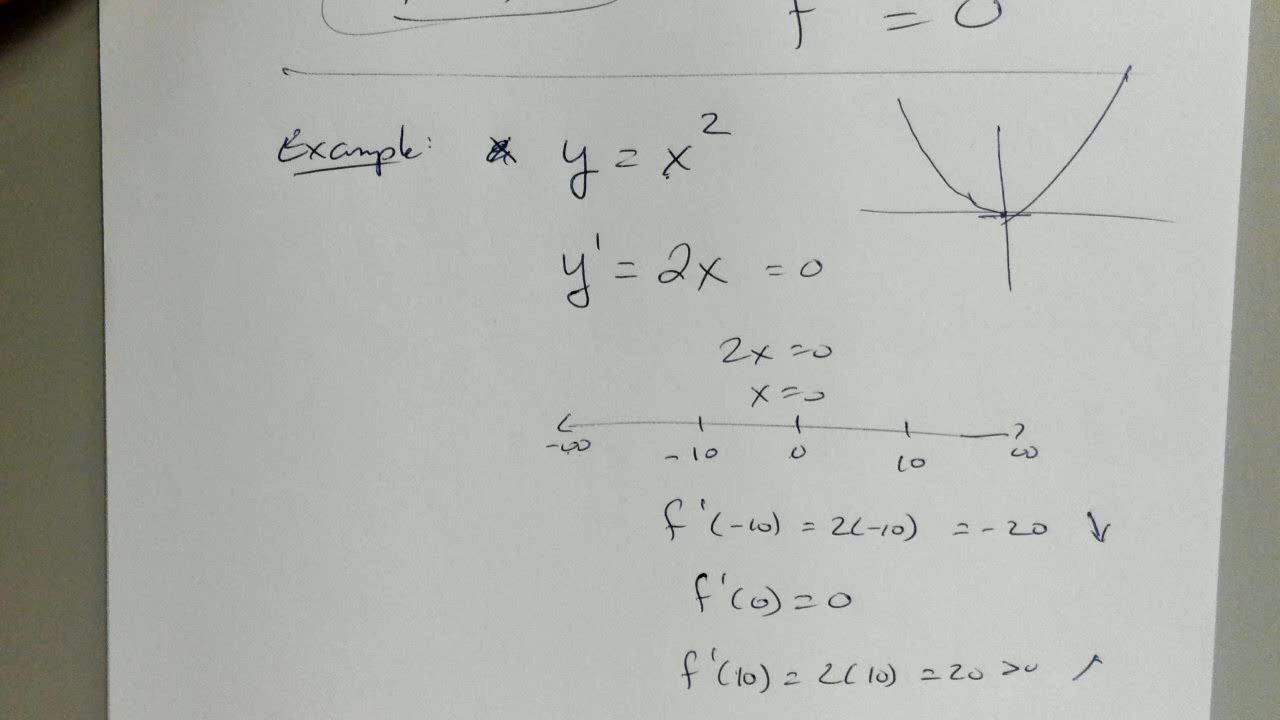 f = 0
Example: y = x²
y' = 2x = 0
2x = 0
x = 0
-∞ -10 0 10 ∞
f'(-10) = 2(-10) = -20 ↓
f'(0) = 0
f'(10) = 2(10) = 20 >0 ↗